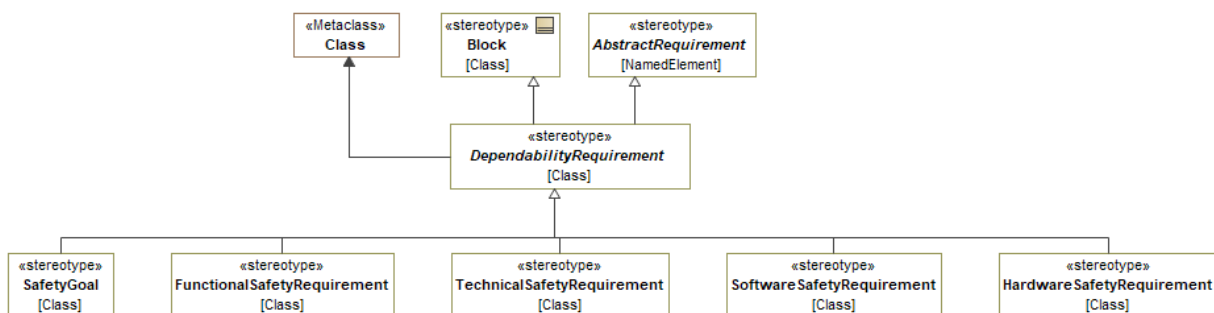 «Metaclass»
Class
«stereotype»
Block
[Class]
«stereotype»
AbstractRequirement
[NamedElement]
«stereotype»
DependabilityRequirement
[Class]
«stereotype»
SafetyGoal
[Class]
«stereotype»
FunctionalSafetyRequirement
[Class]
«stereotype»
TechnicalSafetyRequirement
[Class]
«stereotype»
SoftwareSafetyRequirement
[Class]
«stereotype»
HardwareSafetyRequirement
[Class]